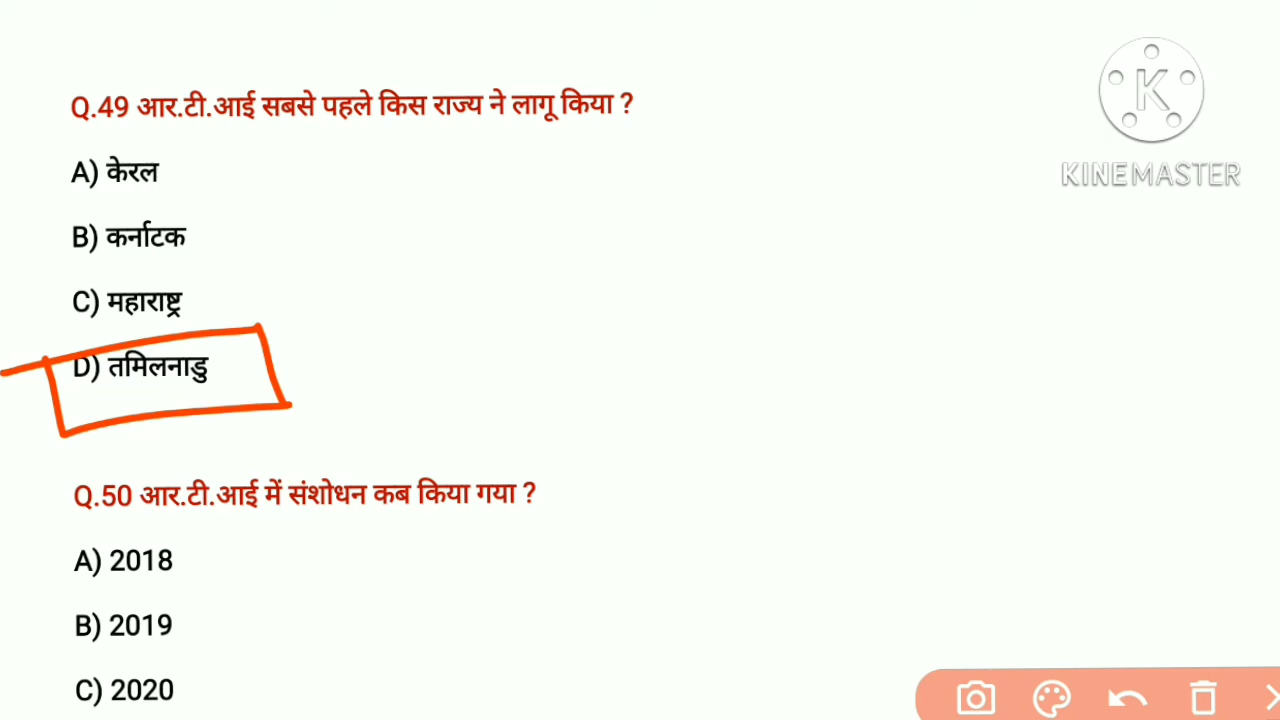 Q.49 आर.टी.आई सबसे पहले किस राज्य ने लागू किया ?
KINEMASTER
A) केरल
B) कर्नाटक
C) महाराष्ट्र
D) तमिलनाडु
Q.50 आर.टी.आई में संशोधन कब किया गया ?
A) 2018
B) 2019
C) 2020